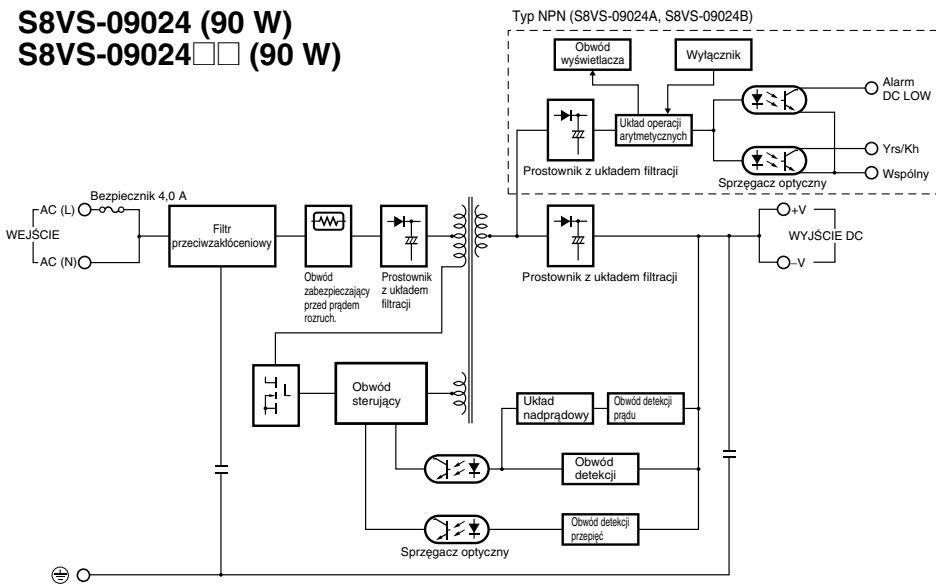 S8VS-09024 (90 W)
S8VS-09024□□ (90 W)
Typ NPN (S8VS-09024A, S8VS-09024B)
Obwód
wyświetlacza
Wyłącznik
Układ operacji
arytmetycznych
Prostownik z układem filtracji
Sprzęgacz optyczny
Alarm
DC LOW
Yrs/Kh
Wspólny
AC (L)
Bezpiecznik 4,0 A
WEJŚCIE
AC (N)
Filtr
przeciwzakłóceniowy
Obwód
zabezpieczający
przed prądem
rozruch.
Prostownik
z układem
filtracji
Prostownik z układem filtracji
+V
WYJŚCIE DC
–V
Obwód
sterujący
Układ
nadprądowy
Obwód detekcji
prądu
Obwód
detekcji
Obwód detekcji
przepięć
Sprzęgacz optyczny